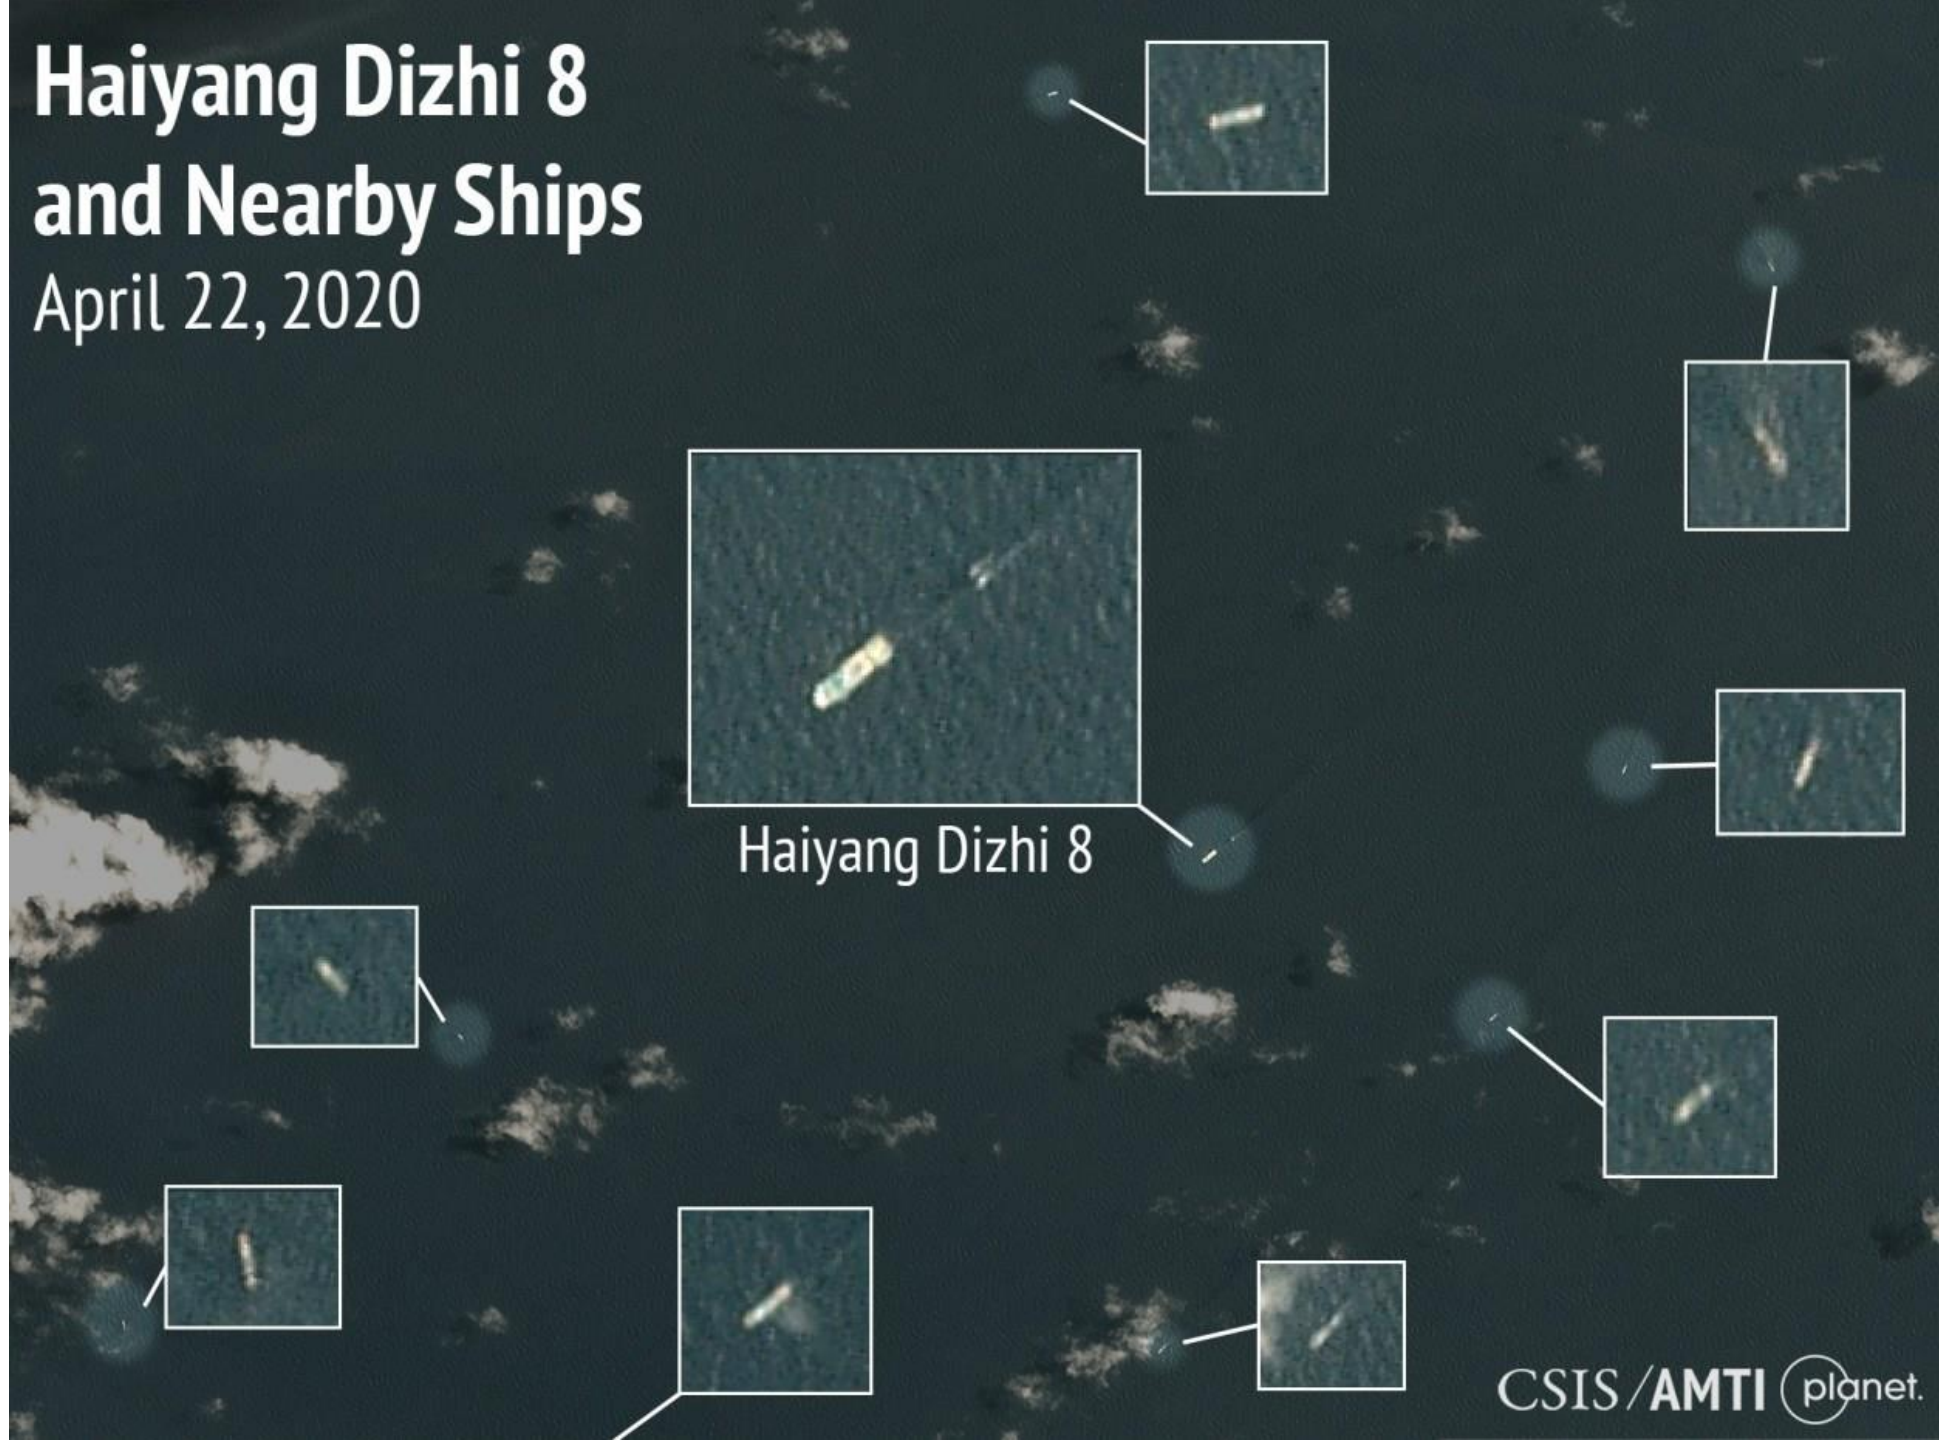 Haiyang Dizhi 8
and Nearby Ships
April 22, 2020
Haiyang Dizhi 8
CSIS/AMTI planet.